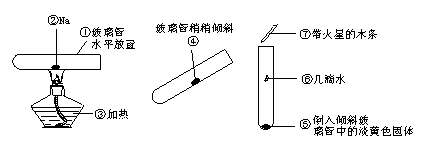 ②Na
①玻璃管
水平放置
③加热
玻璃管稍稍倾斜
④
⑦带火星的木条
⑥几滴水
⑤倒入倾斜玻
璃管中的淡黄色固体